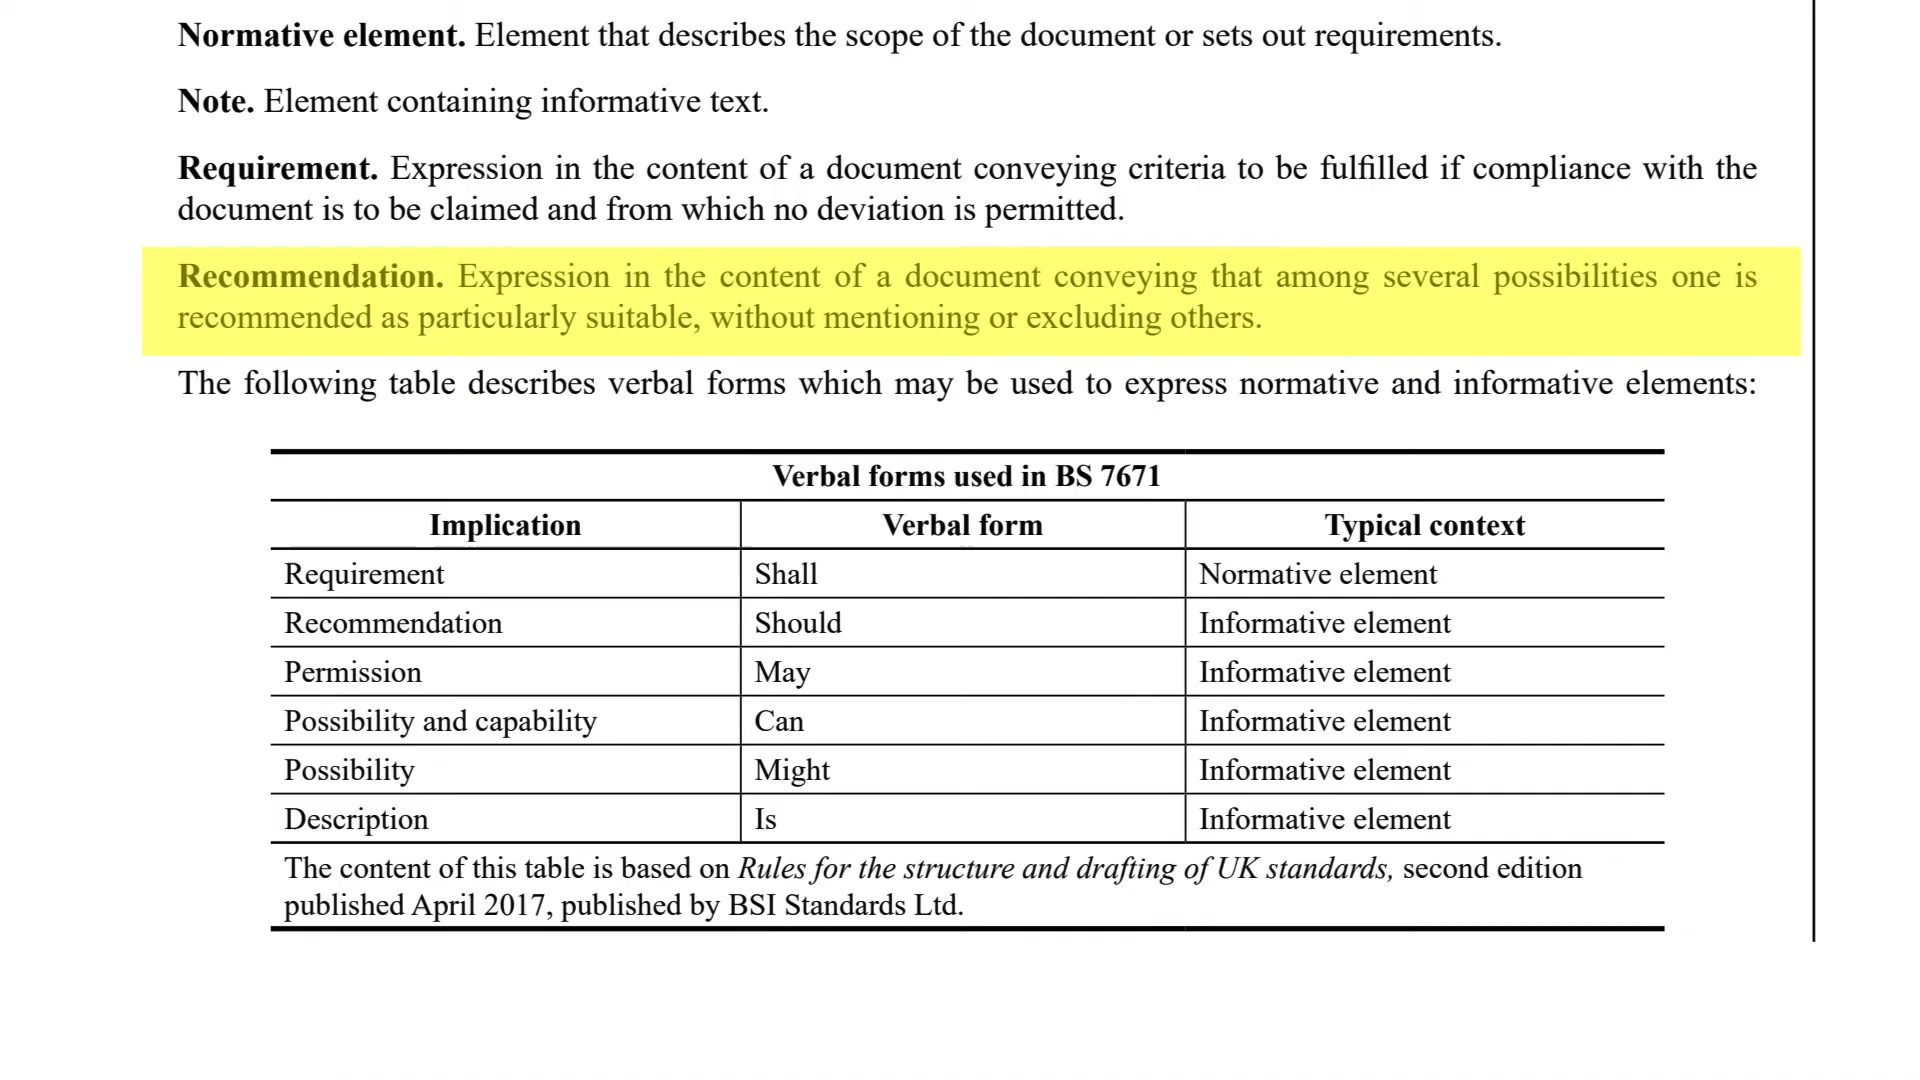 Normative element. Element that describes the scope of the document or sets out requirements.
Note. Element containing informative text.
Requirement. Expression in the content of a document conveying criteria to be fulfilled if compliance with the
document is to be claimed and from which no deviation is permitted.
Recommendation. Expression in the content of a document conveying that among several possibilities one is
recommended as particularly suitable, without mentioning or excluding others.
The following table describes verbal forms which may be used to express normative and informative elements:
Verbal forms used in BS 7671
Implication Verbal form Typical context
Requirement Shall Normative element
Recommendation Should Informative element
Permission May Informative element
Possibility and capability Can Informative element
Possibility Might Informative element
Description Is Informative element
The content of this table is based on Rules for the structure and drafting of UK standards, second edition
published April 2017, published by BSI Standards Ltd.